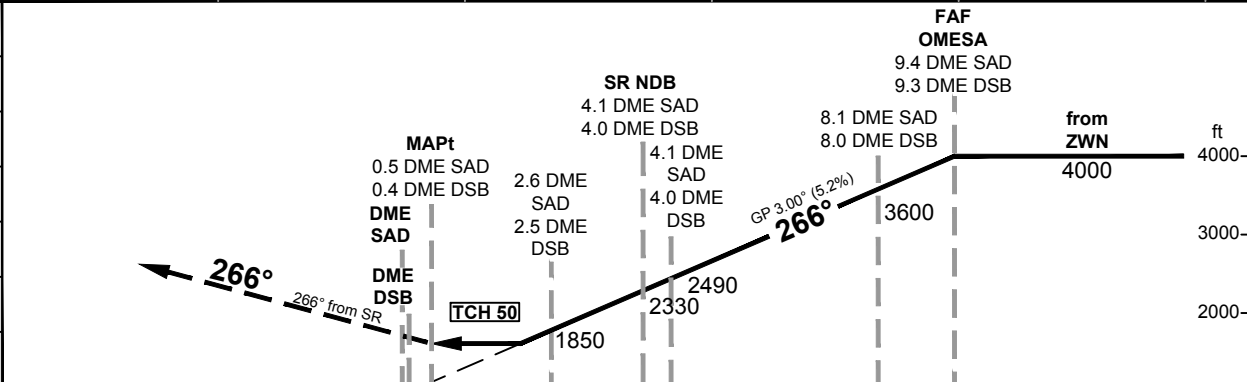 FAF
OMESA
9.4 DME SAD
9.3 DME DSB
SR NDB
4.1 DME SAD
4.0 DME DSB
8.1 DME SAD
8.0 DME DSB
from
ZWN
4000
ft
4000
MAPt
0.5 DME SAD
0.4 DME DSB
2.6 DME
SAD
2.5 DME
DSB
4.1 DME
SAD
4.0 DME
DSB
GP 3.00° (5.2%)
266°
3600
DME
SAD
3000
266°
266° from SR
DME
DSB
TCH 50
2490
2330
1850
2000